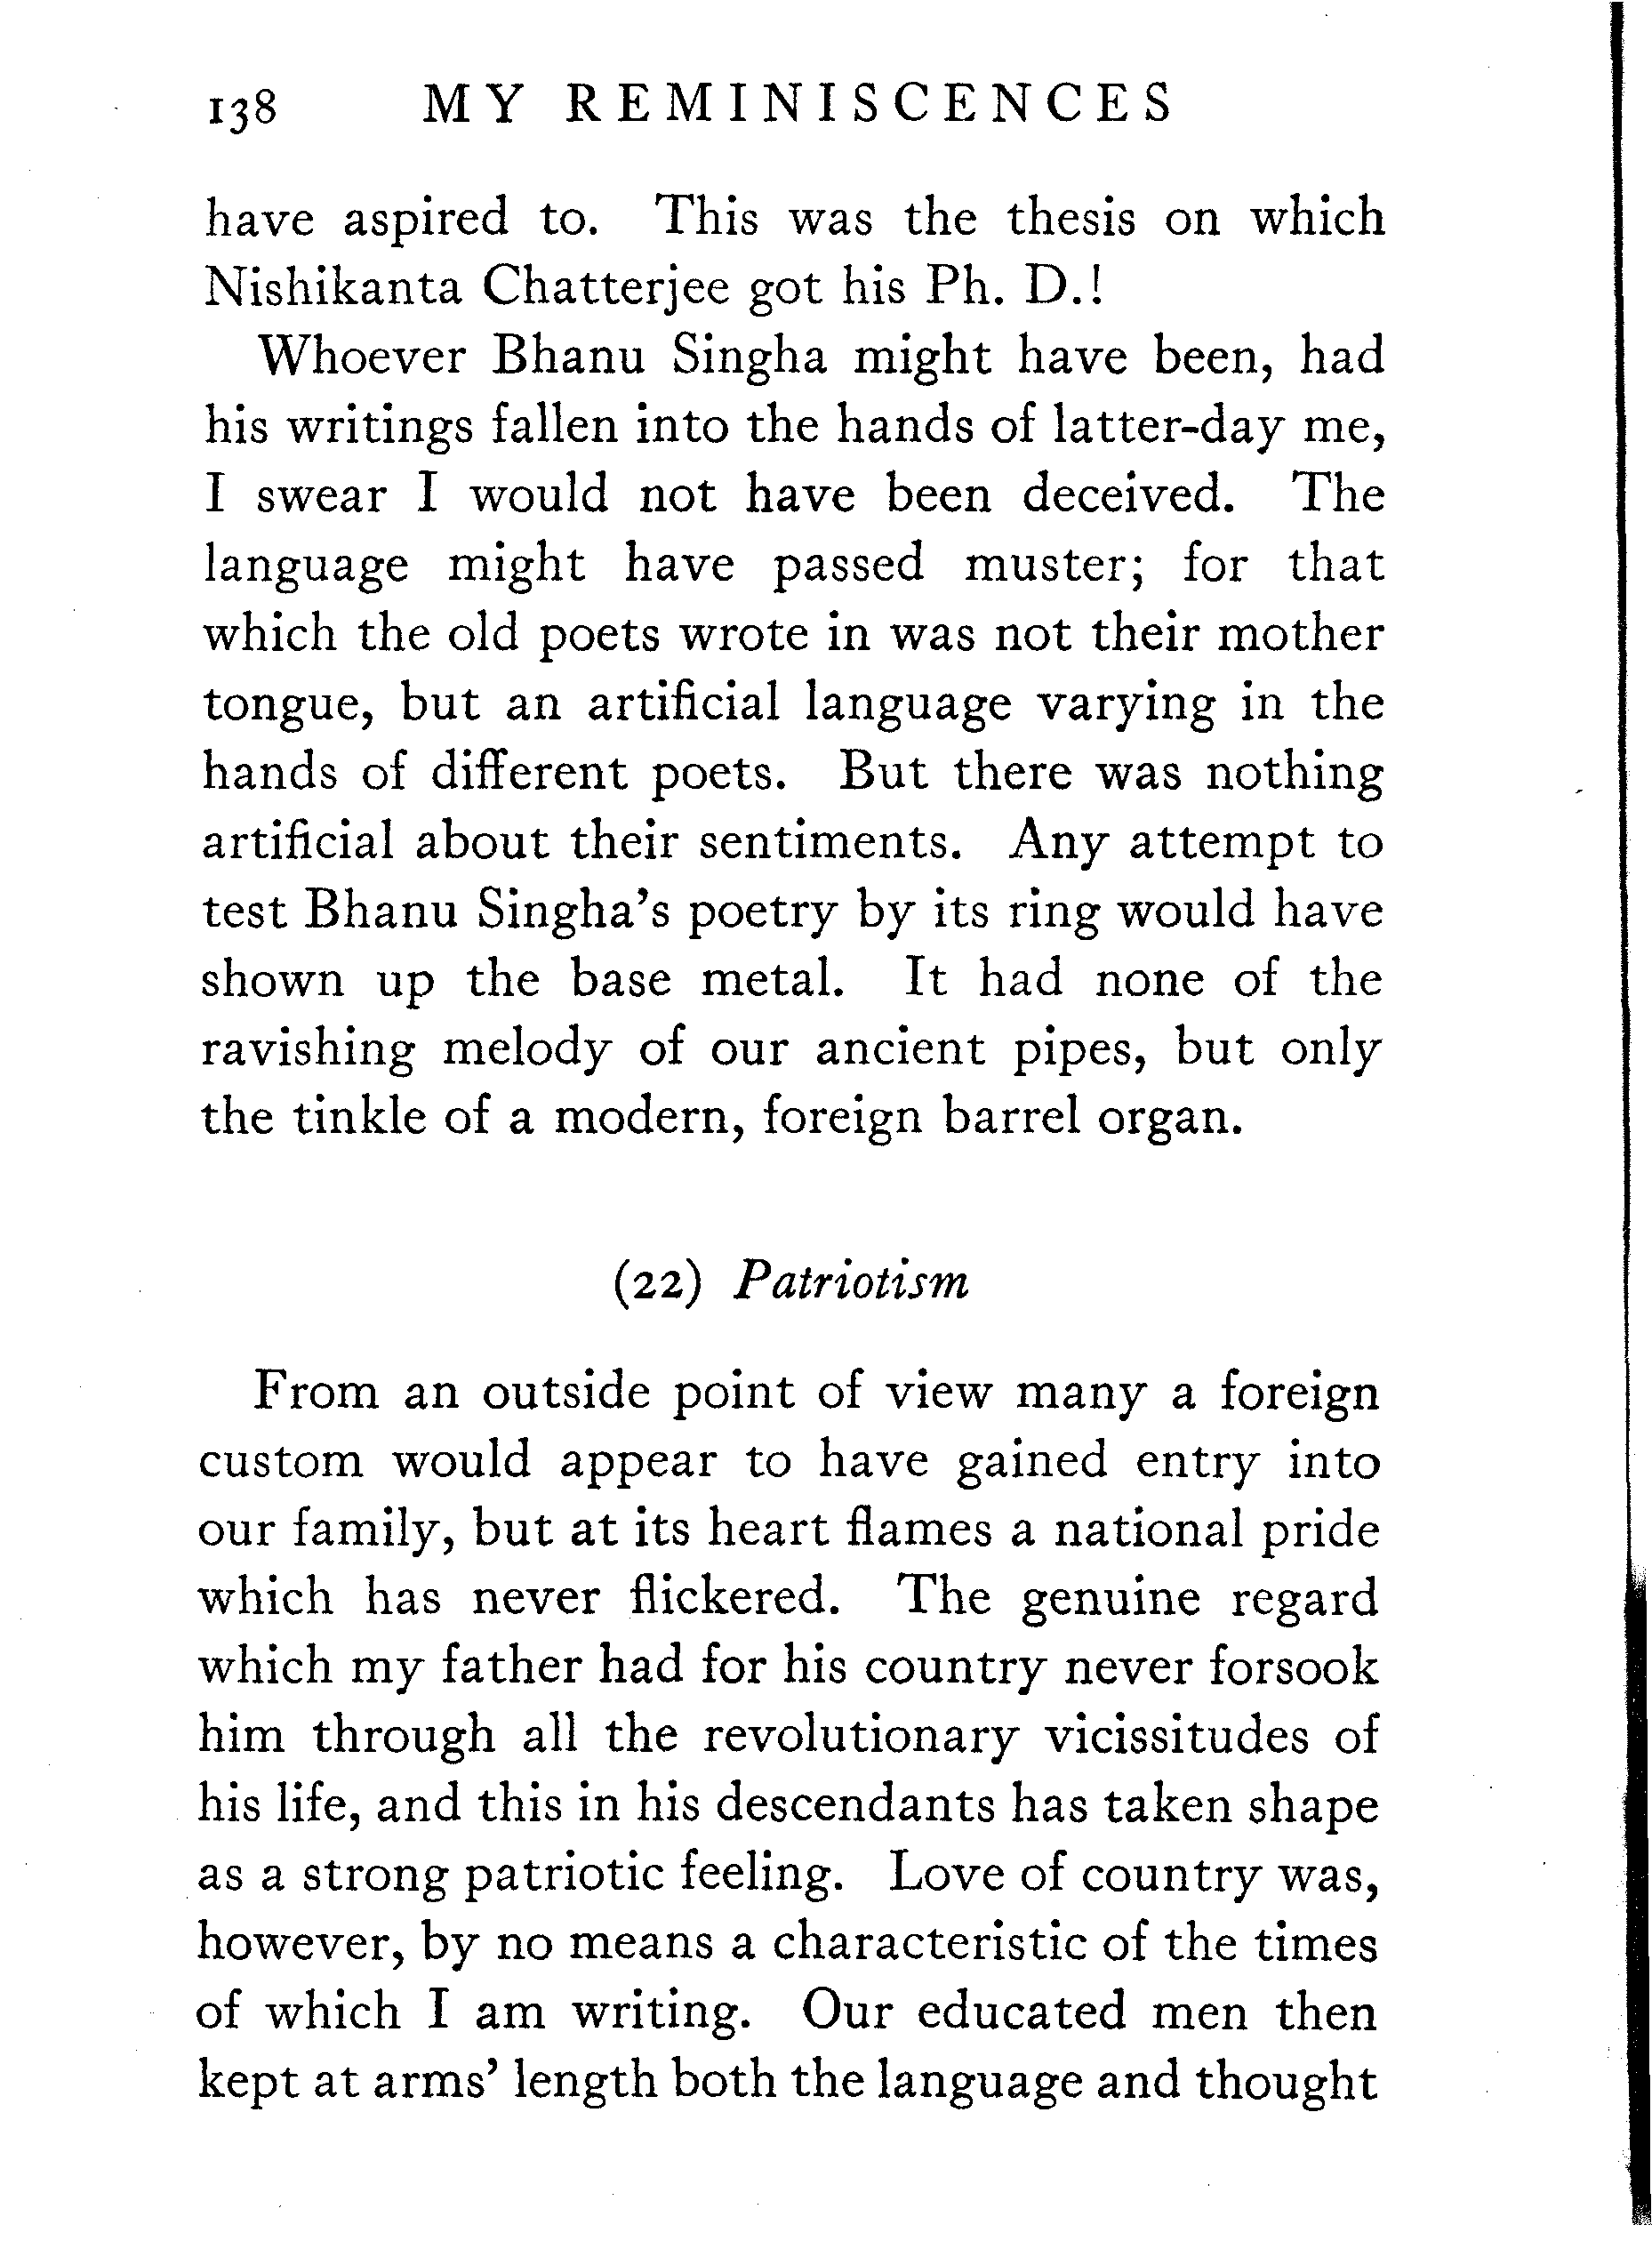 138 MY REMINISCENCES
have aspired to. This was the thesis on which
Nishikanta Chatterjee got his Ph. D.!
Whoever Bhanu Singha might have been, had
his writings fallen into the hands of latter-day me,
I swear I would not have been deceived. The
language might have passed muster; for that
which the old poets wrote in was not their mother
tongue, but an artificial language varying in the
hands of different poets. But there was nothing
artificial about their sentiments. Any attempt to
test Bhanu Singha's poetry by its ring would have
shown up the base metal. It had none of the
ravishing melody of our ancient pipes, but only
the tinkle of a modern, foreign barrel organ.
(22) Patriotism
From an outside point of view many a foreign
custom would appear to have gained entry into
our family, but at its heart flames a national pride
which has never flickered. The genuine regard
which my father had for his country never forsook
him through all the revolutionary vicissitudes of
his life, and this in his descendants has taken shape
as a strong patriotic feeling. Love of country was,
however, by no means a characteristic of the times
of which I am writing. Our educated men then
kept at arms' length both the language and thought